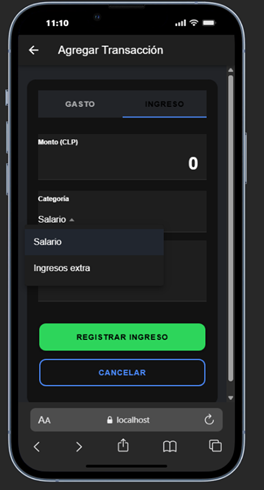 11:10
Agregar Transacción
GASTO
INGRESO
Monto (CLP)
0
Categoría
Salario
Salario
Ingresos extra
REGISTRAR INGRESO
CANCELAR
AA
localhost